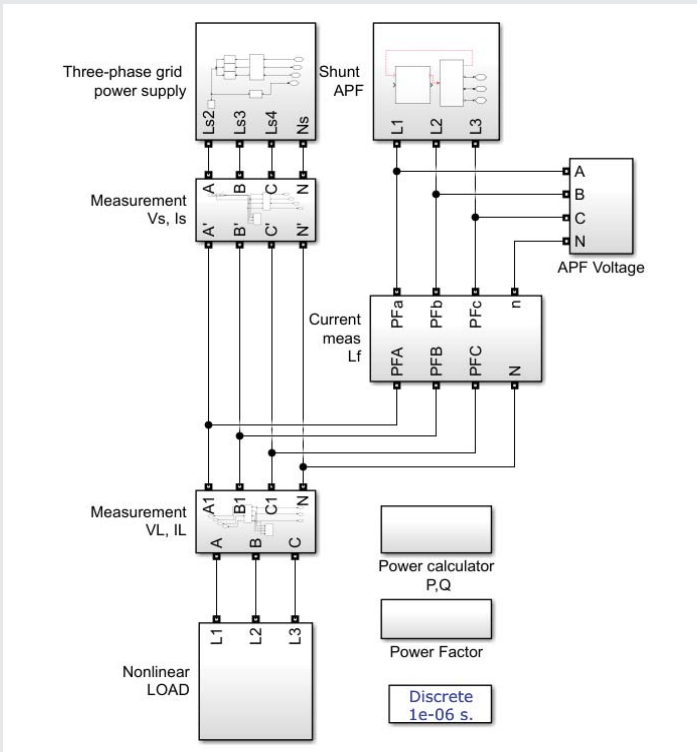 Three-phase grid
power supply
Ls2
Ls3
Ls4
Ns
Shunt
APF
L1
L2
L3
Measurement
Vs, Is
A
B
C
N
A'
B'
C'
N'
A
B
C
N
APF Voltage
Current
meas
Lf
PFa
PFb
PFc
n
PFA
PFB
PFC
N
Measurement
VL, IL
A1
B1
C1
N
A
B
C
Power calculator
P,Q
Power Factor
Nonlinear
LOAD
L1
L2
L3
Discrete
1e-06 s.